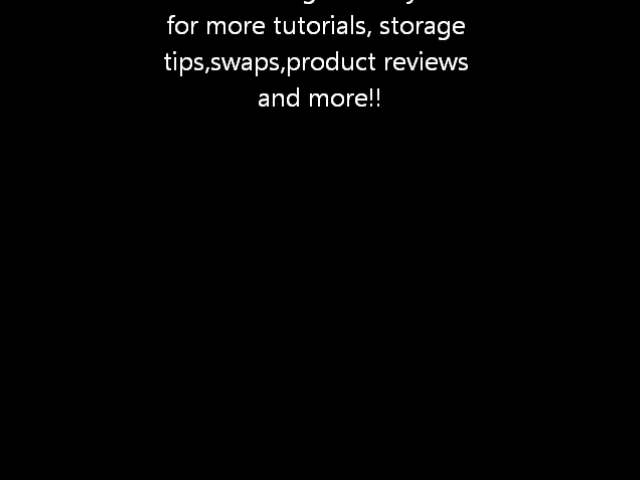 for more tutorials, storage
tips,swaps,product reviews
and more!!